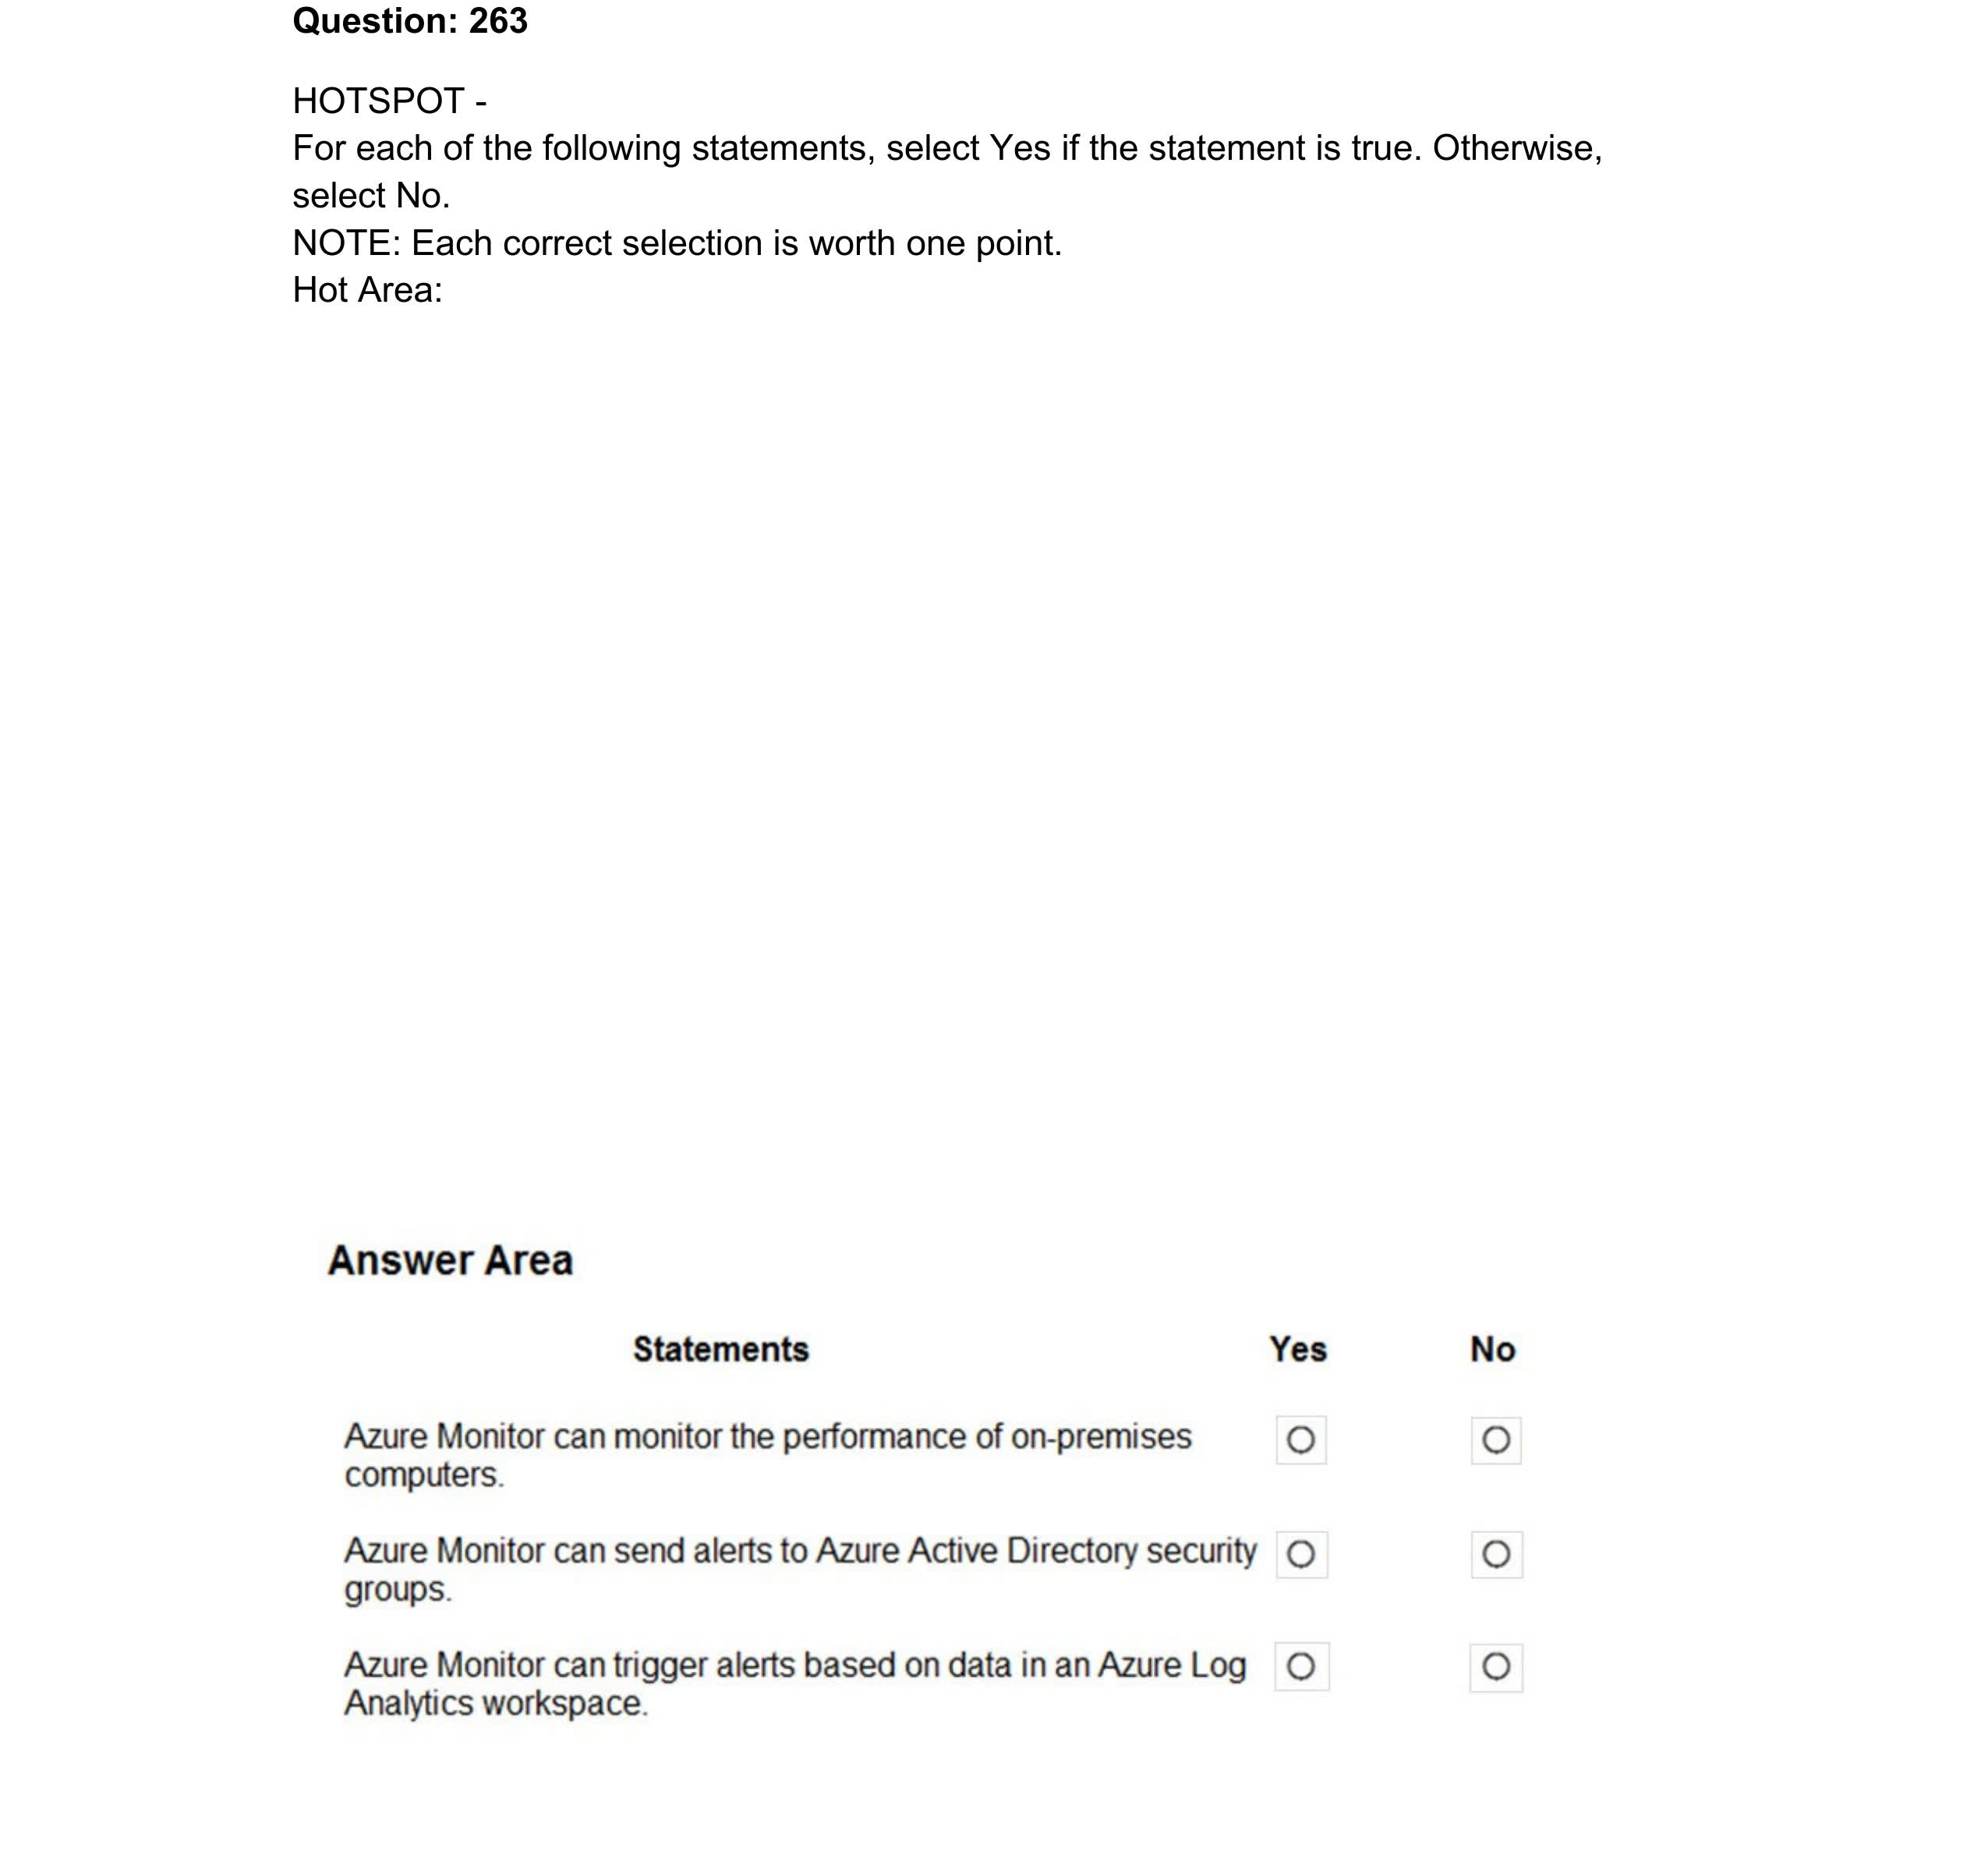 Question: 263
HOTSPOT -
For each of the following statements, select Yes if the statement is true. Otherwise,
select No.
NOTE: Each correct selection is worth one point.
Hot Area:
Answer Area
Statements Yes No
Azure Monitor can monitor the performance of on-premises
computers.
Azure Monitor can send alerts to Azure Active Directory security
groups.
Azure Monitor can trigger alerts based on data in an Azure Log
Analytics workspace.